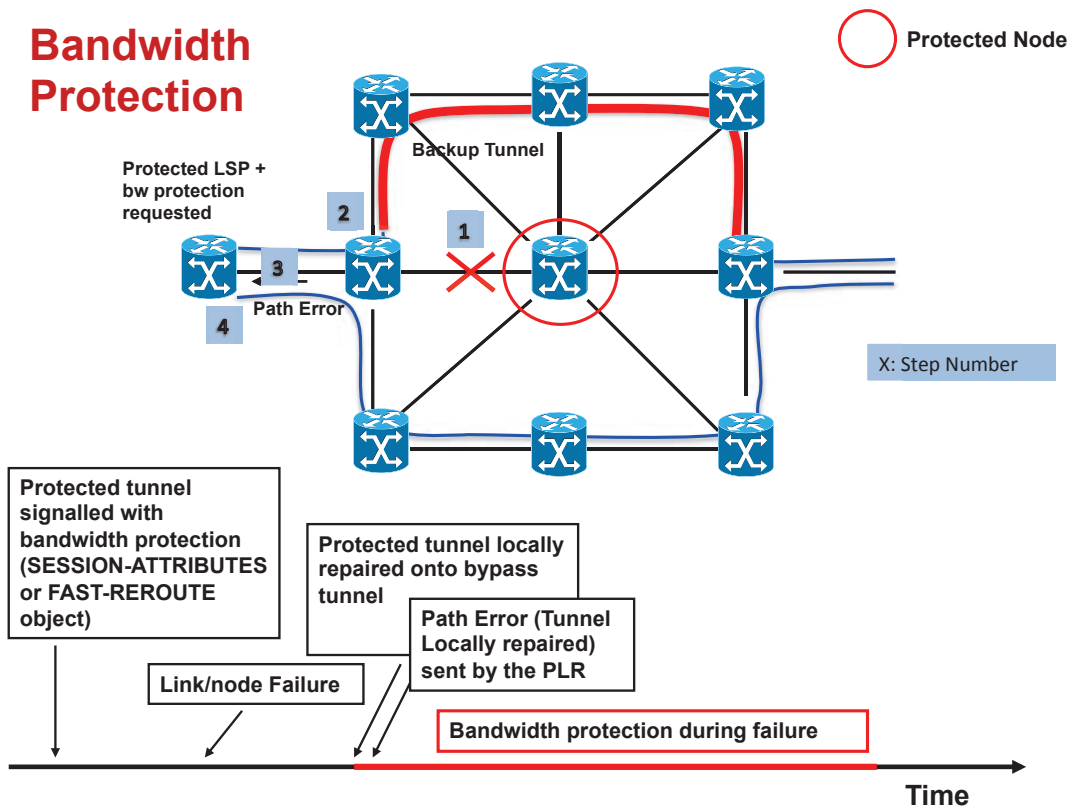 Bandwidth
Protection
Protected Node
Backup Tunnel
Protected LSP +
bw protection
requested
2
1
3
Path Error
4
X: Step Number
Protected tunnel
signalled with
bandwidth protection
(SESSION-ATTRIBUTES
or FAST-REROUTE
object)
Protected tunnel locally
repaired onto bypass
tunnel
Path Error (Tunnel
Locally repaired)
sent by the PLR
Link/node Failure
Bandwidth protection during failure
Time